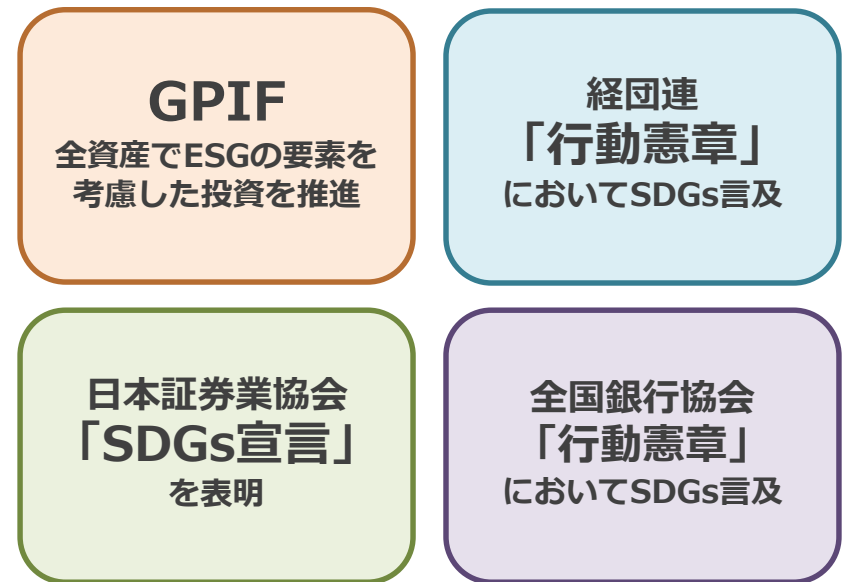 GPIF
全資産でESGの要素を
考慮した投資を推進
経団連
「行動憲章」
においてSDGs言及
日本証券業協会
「SDGs宣言」
を表明
全国銀行協会
「行動憲章」
においてSDGs言及